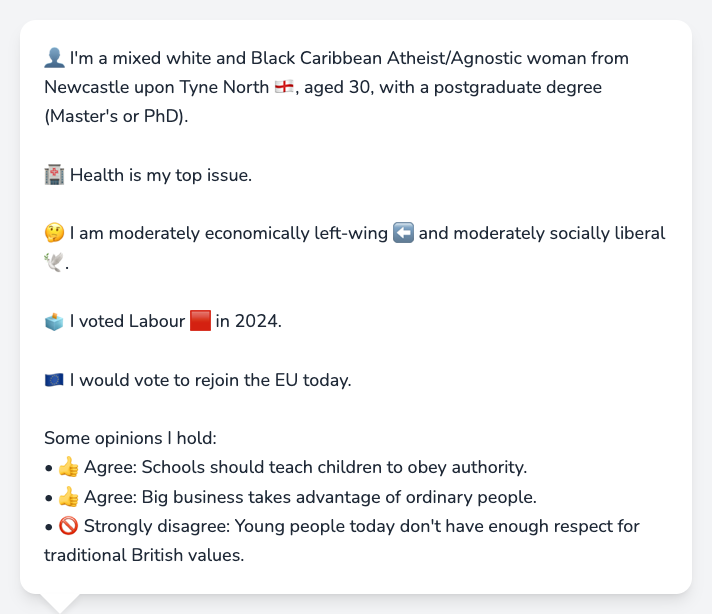 👤 I'm a mixed white and Black Caribbean Atheist/Agnostic woman from
Newcastle upon Tyne North 🏴󠁧󠁢󠁥󠁮󠁧󠁿, aged 30, with a postgraduate degree
(Master's or PhD).
🏥 Health is my top issue.
🤔 I am moderately economically left-wing ⬅️ and moderately socially liberal
🕊️.
🗳️ I voted Labour 🟥 in 2024.
🇪🇺 I would vote to rejoin the EU today.
Some opinions I hold:
• 👍 Agree: Schools should teach children to obey authority.
• 👍 Agree: Big business takes advantage of ordinary people.
• 🚫 Strongly disagree: Young people today don't have enough respect for
traditional British values.